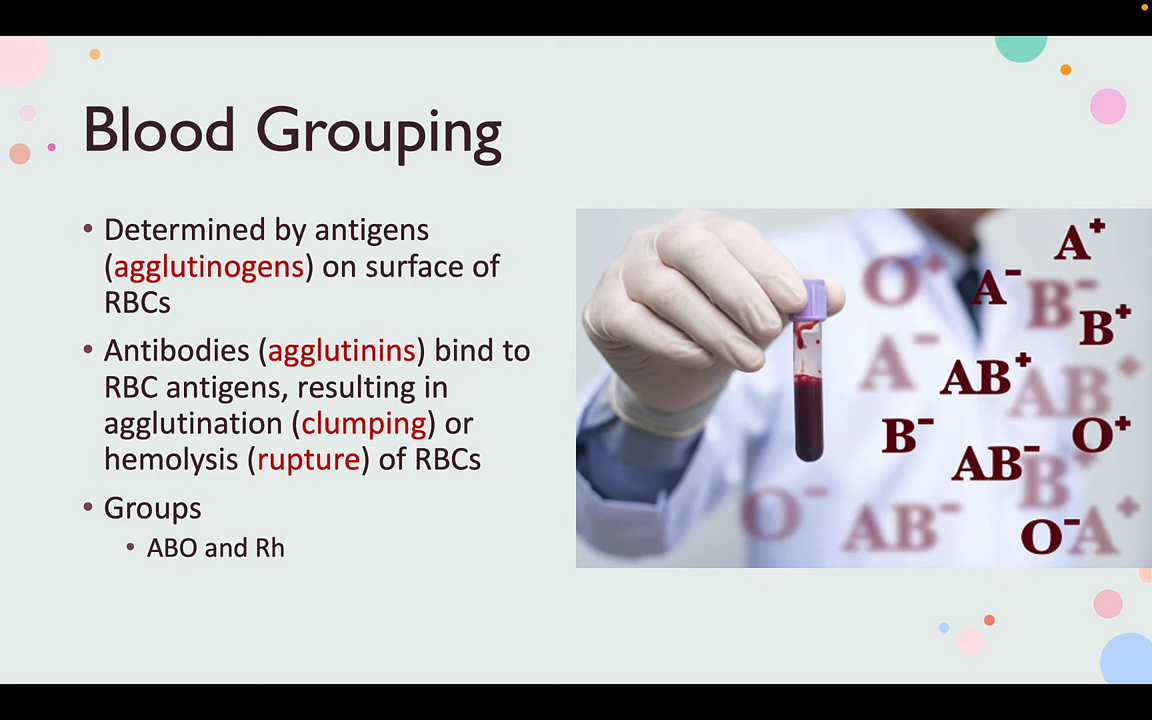 Blood Grouping
• Determined by antigens
(agglutinogens) on surface of
RBCs
• Antibodies (agglutinins) bind to
RBC antigens, resulting in
agglutination (clumping) or
hemolysis (rupture) of RBCs
• Groups
• ABO and Rh
A+
O+
A-
B-
B+
A-
AB+
AB+
B-
O+
AB-
B+
O-
AB-
O-
A+